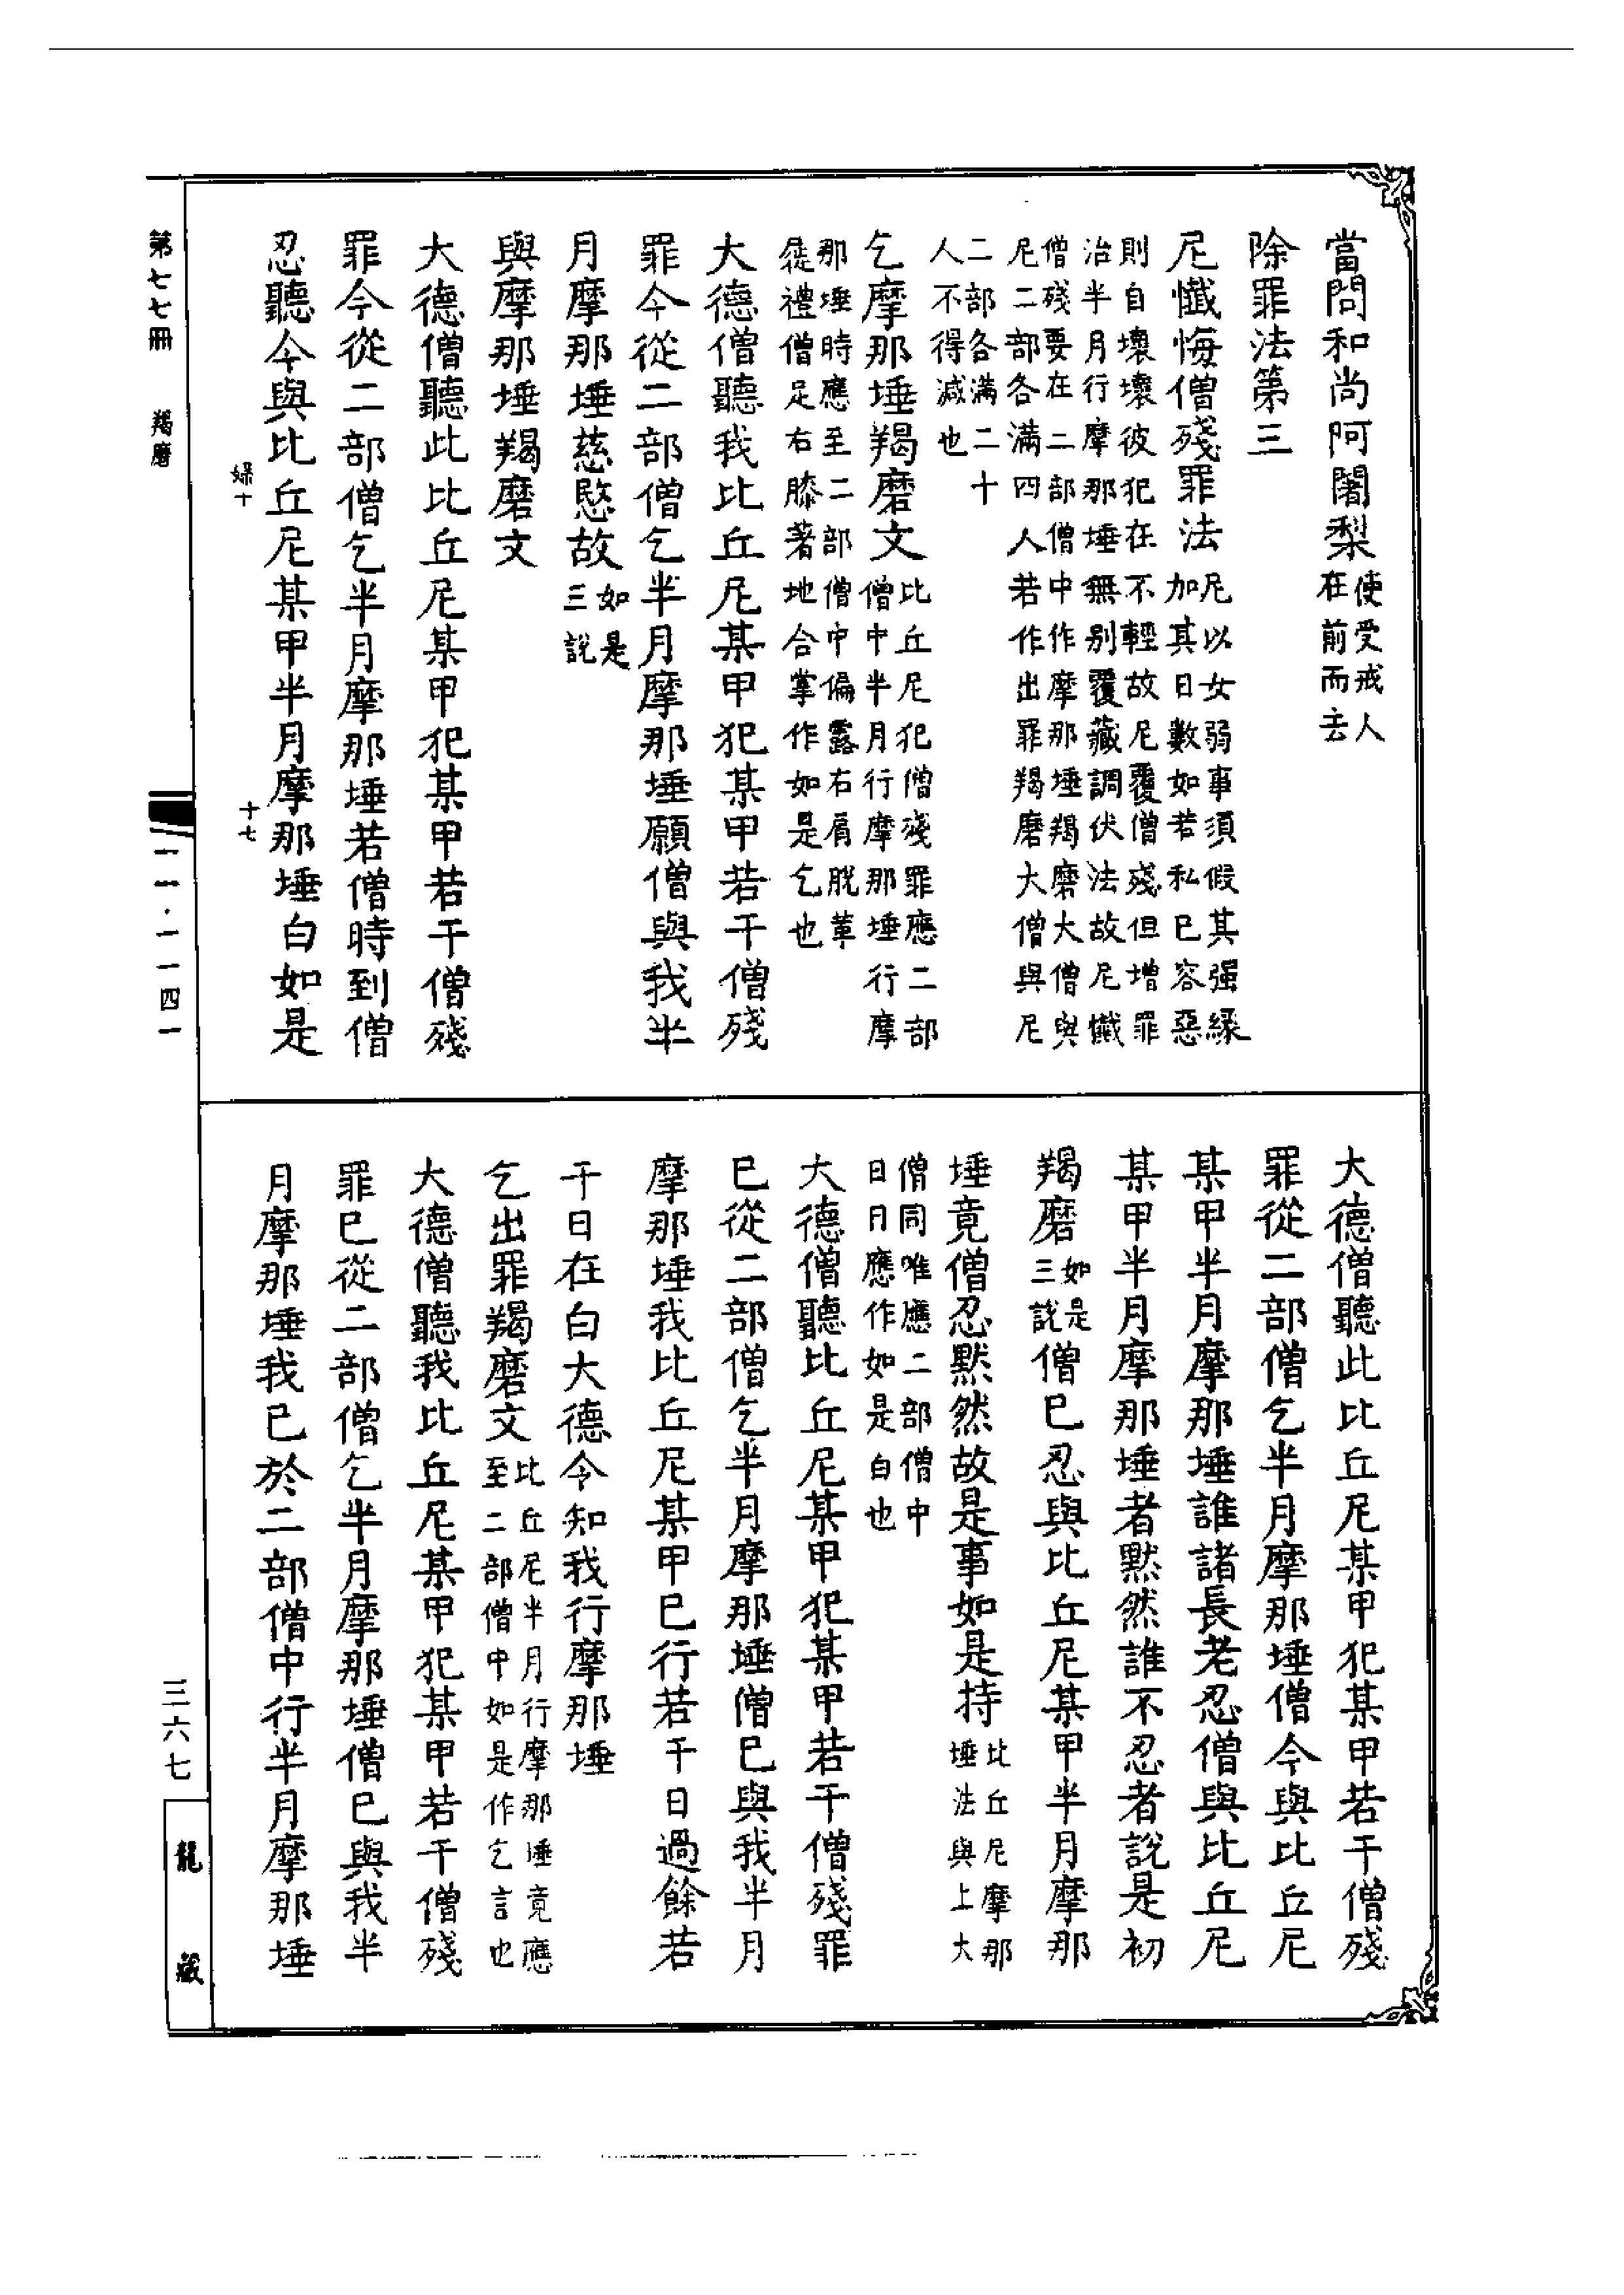 當問和尚阿闍梨使受戒人在前而去
除罪法第三
尼懺悔僧殘罪法尼以女弱事須假其強緣加其日數如若私已容惡
則自壞壞彼犯在不輕故尼覆僧殘但增罪治半月行摩那埵無別覆藏調伏法故尼懺
僧殘要在二部僧中作摩那埵羯磨大僧與尼二部各滿四人若作出罪羯磨大僧與尼
二部各滿二十人不得減也
乞摩那埵羯磨文比丘尼犯僧殘罪應二部僧中半月行摩那埵行摩
那埵時應至二部僧中偏露右肩脫革屣禮僧足右膝著地合掌作如是乞也
大德僧聽我比丘尼某甲犯某甲若干僧殘
罪今從二部僧乞半月摩那埵願僧與我半
月摩那埵慈愍故如是三說
與摩那埵羯磨文
大德僧聽此比丘尼某甲犯某甲若干僧殘
罪今從二部僧乞半月摩那埵若僧時到僧
忍聽今與比丘尼某甲半月摩那埵白如是
大德僧聽此比丘尼某甲犯某甲若干僧殘
罪從二部僧乞半月摩那埵僧今與比丘尼
某甲半月摩那埵誰諸長老忍僧與比丘尼
某甲半月摩那埵者默然誰不忍者說是初
羯磨如是三說僧已忍與比丘尼某甲半月摩那
埵竟僧忍默然故是事如是持比丘尼摩那埵法與上大
僧同唯應二部僧中日日應作如是白也
大德僧聽比丘尼某甲犯某甲若干僧殘罪
已從二部僧乞半月摩那埵僧已與我半月
摩那埵我比丘尼某甲已行若干日過餘若
干日在白大德令知我行摩那埵
乞出罪羯磨文比丘尼半月行摩那埵竟應至二部僧中如是作乞言也
大德僧聽我比丘尼某甲犯某甲若干僧殘
罪已從二部僧乞半月摩那埵僧已與我半
月摩那埵我已於二部僧中行半月摩那埵
第七七冊
羯磨
十七
一一一·一一四一
三六七
龍藏